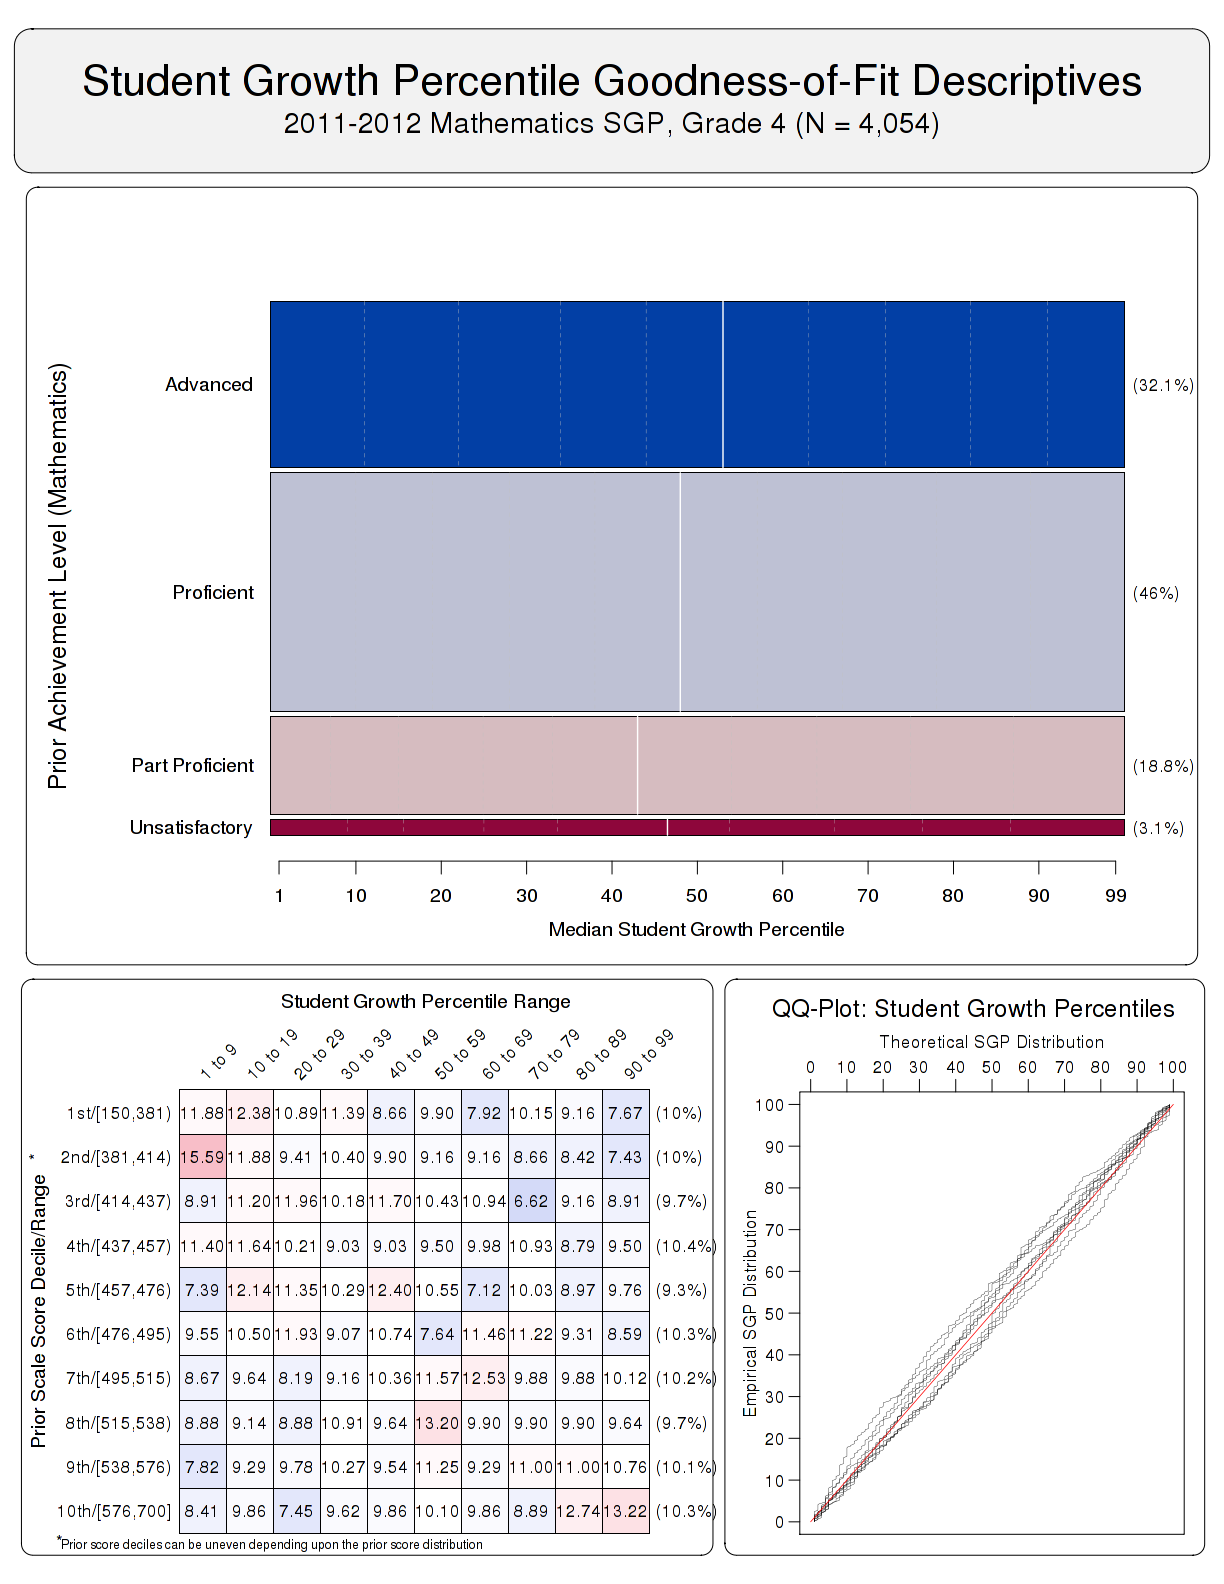 Student Growth Percentile Goodness-of-Fit Descriptives
2011-2012 Mathematics SGP, Grade 4 (N = 4,054)
Prior Achievement Level (Mathematics)
Advanced (32.1%)
Proficient (46%)
Part Proficient (18.8%)
Unsatisfactory (3.1%)
1 10 20 30 40 50 60 70 80 90 99
Median Student Growth Percentile
Student Growth Percentile Range
1 to 9 10 to 19 20 to 29 30 to 39 40 to 49 50 to 59 60 to 69 70 to 79 80 to 89 90 to 99
Prior Scale Score Decile/Range *
1st/[150,381) 11.88 12.38 10.89 11.39 8.66 9.90 7.92 10.15 9.16 7.67 (10%)
2nd/[381,414) 15.59 11.88 9.41 10.40 9.90 9.16 9.16 8.66 8.42 7.43 (10%)
3rd/[414,437) 8.91 11.20 11.96 10.18 11.70 10.43 10.94 6.62 9.16 8.91 (9.7%)
4th/[437,457) 11.40 11.64 10.21 9.03 9.03 9.50 9.98 10.93 8.79 9.50 (10.4%)
5th/[457,476) 7.39 12.14 11.35 10.29 12.40 10.55 7.12 10.03 8.97 9.76 (9.3%)
6th/[476,495) 9.55 10.50 11.93 9.07 10.74 7.64 11.46 11.22 9.31 8.59 (10.3%)
7th/[495,515) 8.67 9.64 8.19 9.16 10.36 11.57 12.53 9.88 9.88 10.12 (10.2%)
8th/[515,538) 8.88 9.14 8.88 10.91 9.64 13.20 9.90 9.90 9.90 9.64 (9.7%)
9th/[538,576) 7.82 9.29 9.78 10.27 9.54 11.25 9.29 11.00 11.00 10.76 (10.1%)
10th/[576,700] 8.41 9.86 7.45 9.62 9.86 10.10 9.86 8.89 12.74 13.22 (10.3%)
*Prior score deciles can be uneven depending upon the prior score distribution
QQ-Plot: Student Growth Percentiles
Theoretical SGP Distribution
0 10 20 30 40 50 60 70 80 90 100
Empirical SGP Distribution
100
90
80
70
60
50
40
30
20
10
0